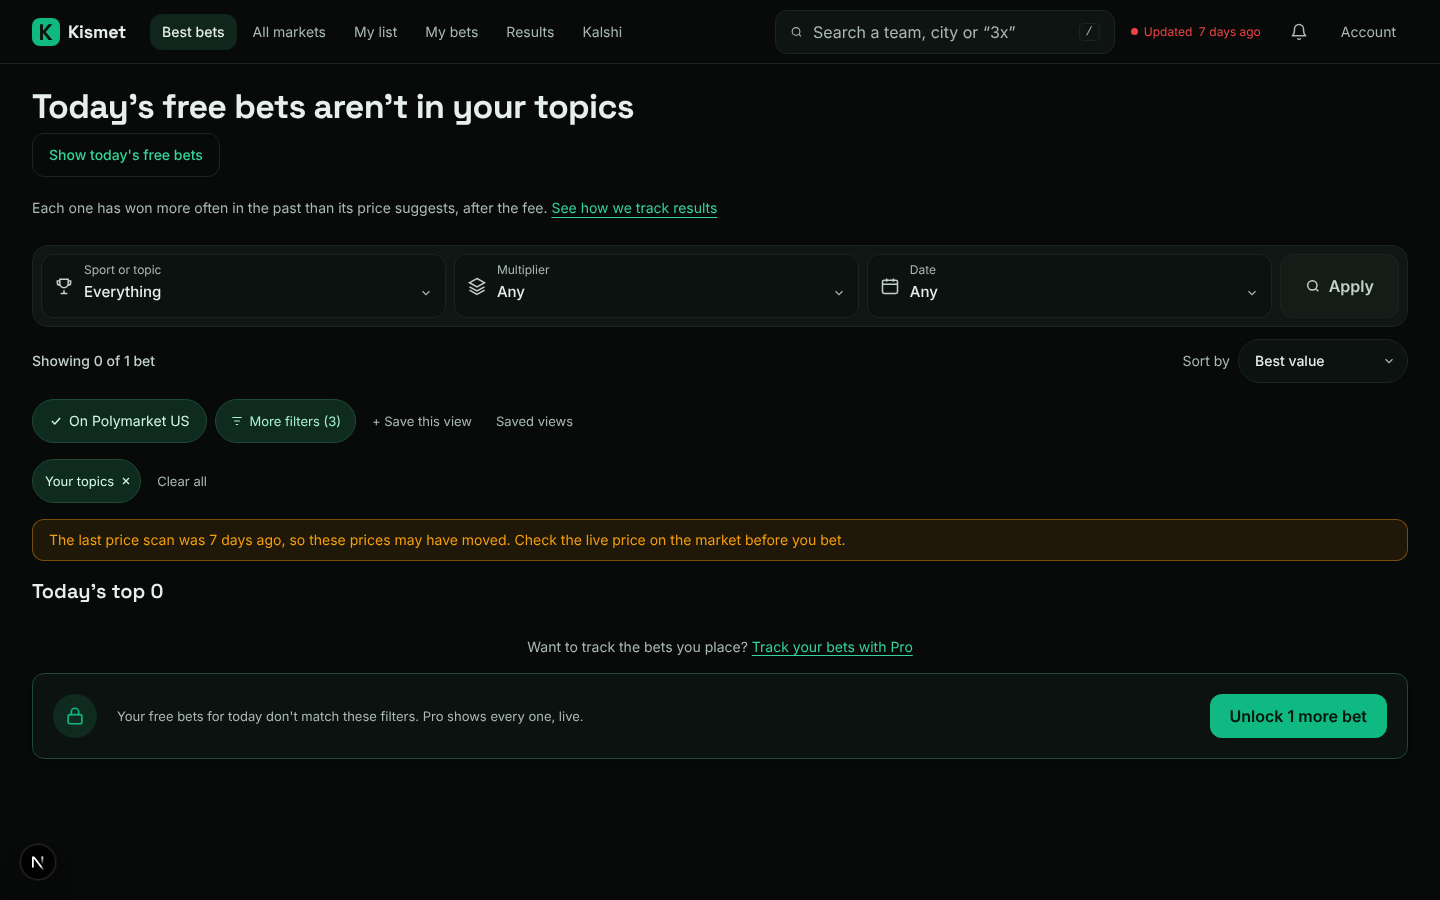 K Kismet
Best bets
All markets
My list
My bets
Results
Kalshi
Search a team, city or “3x”
/
Updated 7 days ago
Account
Today’s free bets aren’t in your topics
Show today's free bets
Each one has won more often in the past than its price suggests, after the fee. See how we track results
Sport or topic
Everything
Multiplier
Any
Date
Any
Apply
Showing 0 of 1 bet
Sort by
Best value
On Polymarket US
More filters (3)
+ Save this view
Saved views
Your topics ×
Clear all
The last price scan was 7 days ago, so these prices may have moved. Check the live price on the market before you bet.
Today’s top 0
Want to track the bets you place? Track your bets with Pro
Your free bets for today don't match these filters. Pro shows every one, live.
Unlock 1 more bet
N